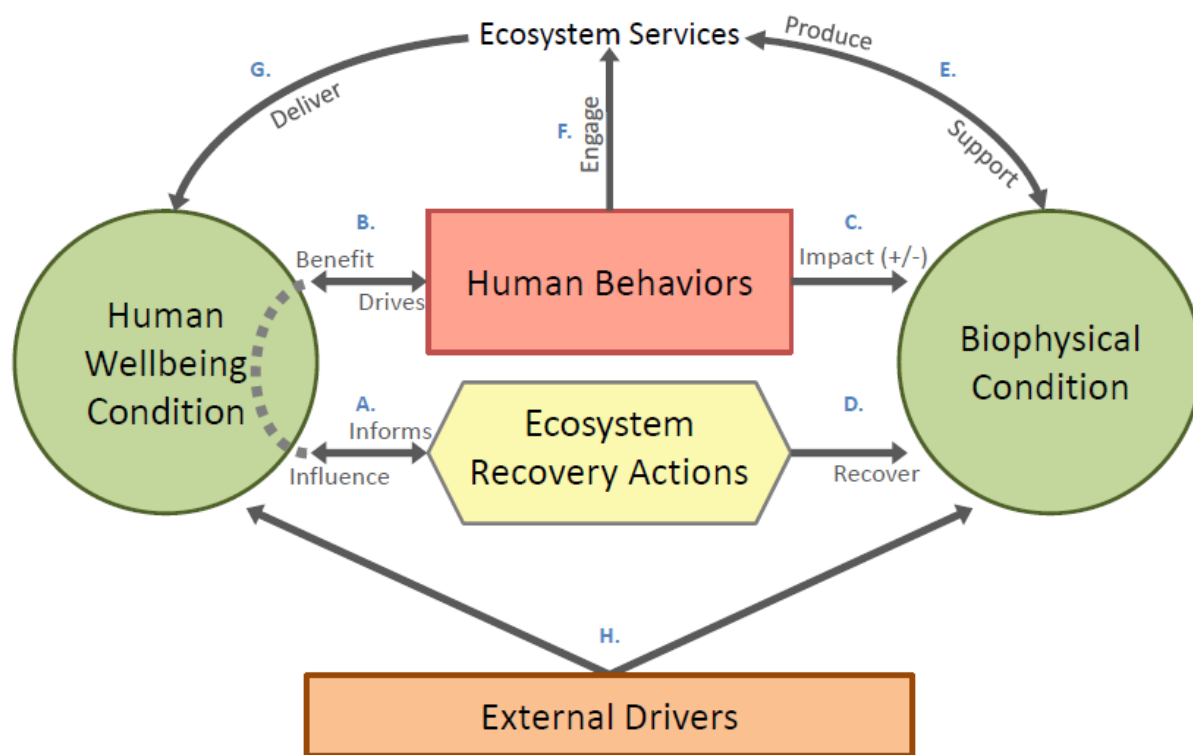 Ecosystem Services
Produce
E.
Support
G.
Deliver
F.
Engage
B.
Benefit
Drives
Human Behaviors
C.
Impact (+/-)
Human
Wellbeing
Condition
Biophysical
Condition
A.
Informs
Influence
Ecosystem
Recovery Actions
D.
Recover
H.
External Drivers